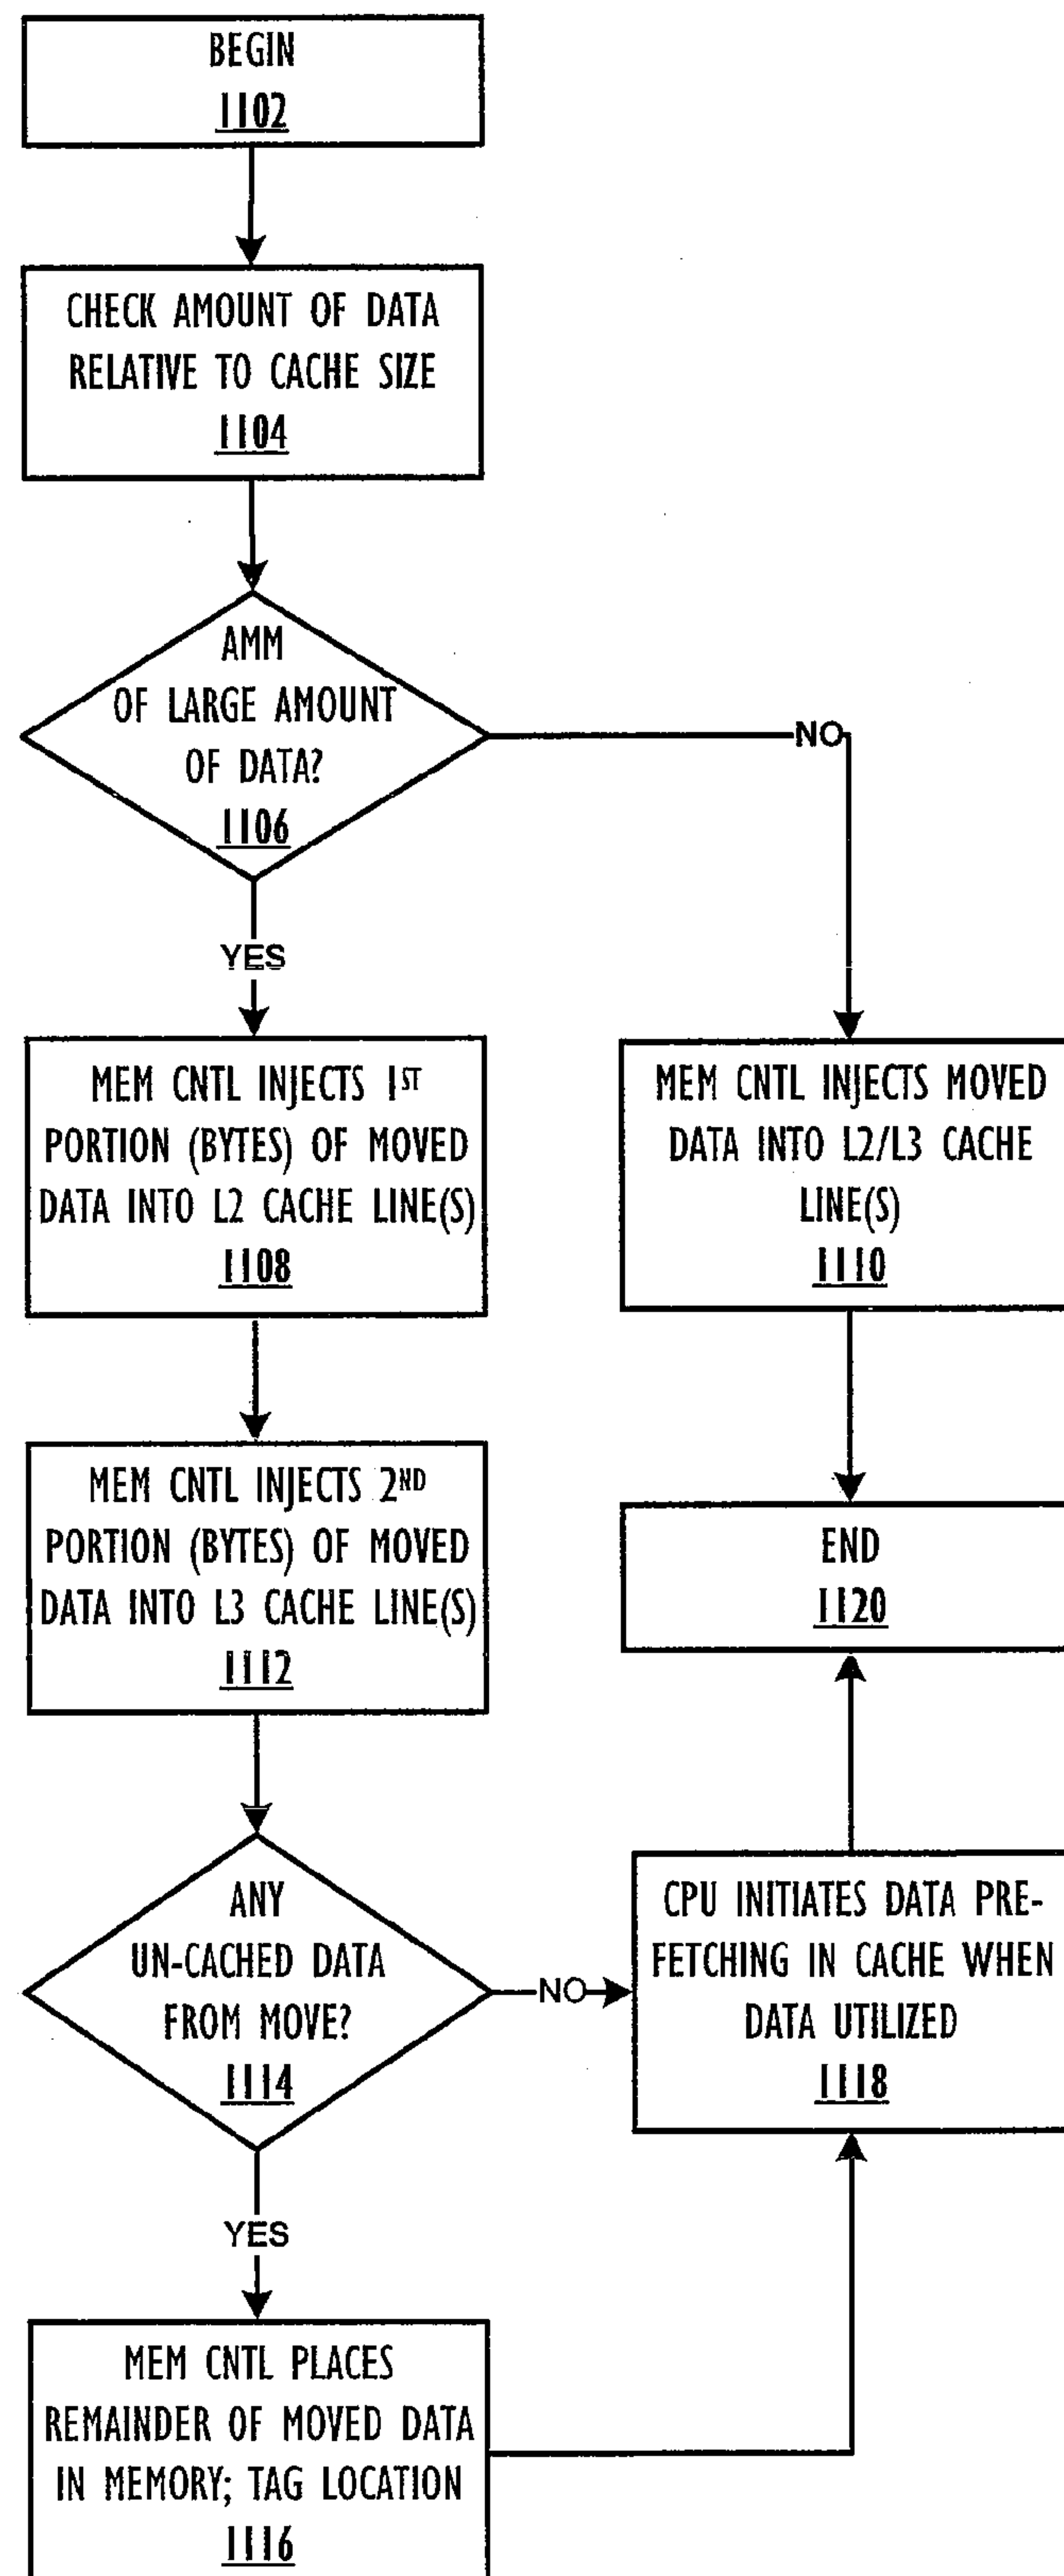 BEGIN
1102
CHECK AMOUNT OF DATA
RELATIVE TO CACHE SIZE
1104
AMM
OF LARGE AMOUNT
OF DATA?
1106
NO
YES
MEM CNTL INJECTS 1ST
PORTION (BYTES) OF MOVED
DATA INTO L2 CACHE LINE(S)
1108
MEM CNTL INJECTS MOVED
DATA INTO L2/L3 CACHE
LINE(S)
1110
MEM CNTL INJECTS 2ND
PORTION (BYTES) OF MOVED
DATA INTO L3 CACHE LINE(S)
1112
END
1120
ANY
UN-CACHED DATA
FROM MOVE?
1114
NO
CPU INITIATES DATA PRE-
FETCHING IN CACHE WHEN
DATA UTILIZED
1118
YES
MEM CNTL PLACES
REMAINDER OF MOVED DATA
IN MEMORY; TAG LOCATION
1116